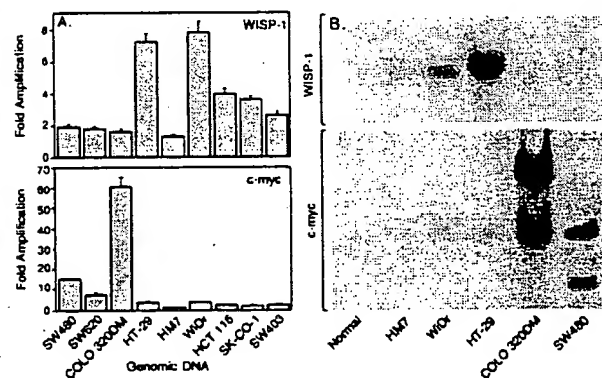 A.
WISP-1
Fold Amplification
8
6
4
2
0
c-myc
Fold Amplification
70
60
50
40
30
20
10
0
SW480
SW620
COLO 320DM
HT-29
HM7
WiDr
HCT 116
SK-CO-1
SW403
Genomic DNA
B.
WISP-1
c-myc
Normal
HM7
WiDr
HT-29
COLO 320DM
SW480